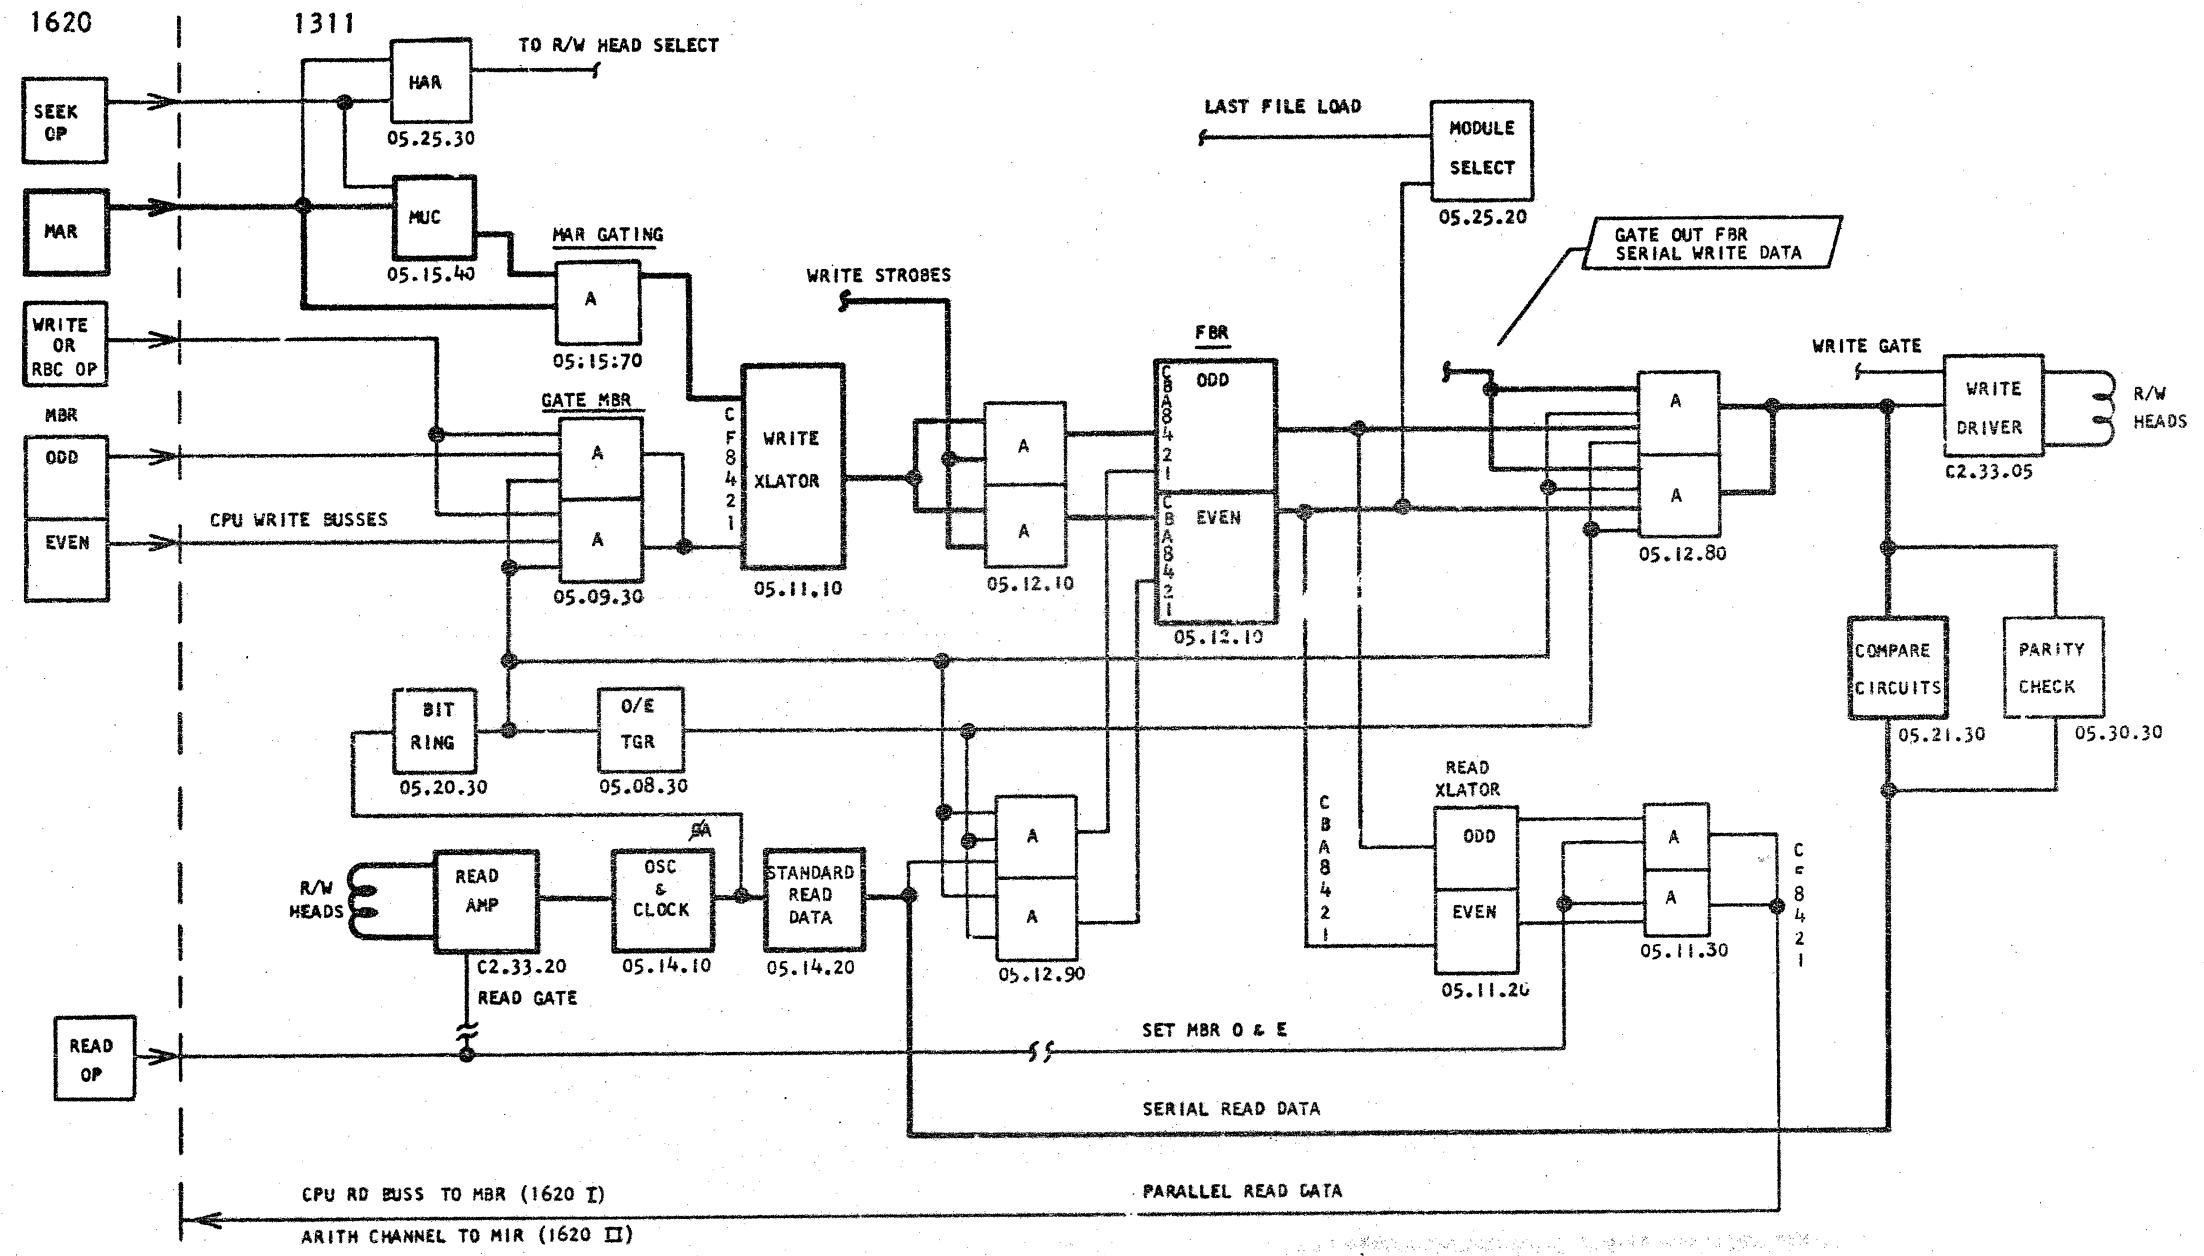 1620
1311
TO R/W HEAD SELECT
HAR
05.25.30
SEEK
OP
LAST FILE LOAD
MODULE
SELECT
05.25.20
MAR
MUC
05.15.40
MAR GATING
A
05:15:70
WRITE STROBES
GATE OUT FBR
SERIAL WRITE DATA
WRITE
OR
RBC OP
MBR
ODD
EVEN
CPU WRITE BUSSES
GATE MBR
A
A
05.09.30
C
F
8
4
2
1
WRITE
XLATOR
05.11.10
A
A
05.12.10
FBR
C
B
A
8
4
2
1
ODD
C
B
A
8
4
2
1
EVEN
05.12.10
A
A
05.12.80
WRITE GATE
WRITE
DRIVER
C2.33.05
R/W
HEADS
COMPARE
CIRCUITS
05.21.30
PARITY
CHECK
05.30.30
BIT
RING
05.20.30
O/E
TGR
05.08.30
R/W
HEADS
READ
AMP
C2.33.20
READ GATE
OSC
&
CLOCK
05.14.10
STANDARD
READ
DATA
05.14.20
A
A
05.12.90
C
B
A
8
4
2
1
READ
XLATOR
ODD
EVEN
05.11.20
A
A
05.11.30
C
F
8
4
2
1
READ
OP
SET MBR O & E
SERIAL READ DATA
CPU RD BUSS TO MBR (1620 I)
PARALLEL READ DATA
ARITH CHANNEL TO MIR (1620 II)